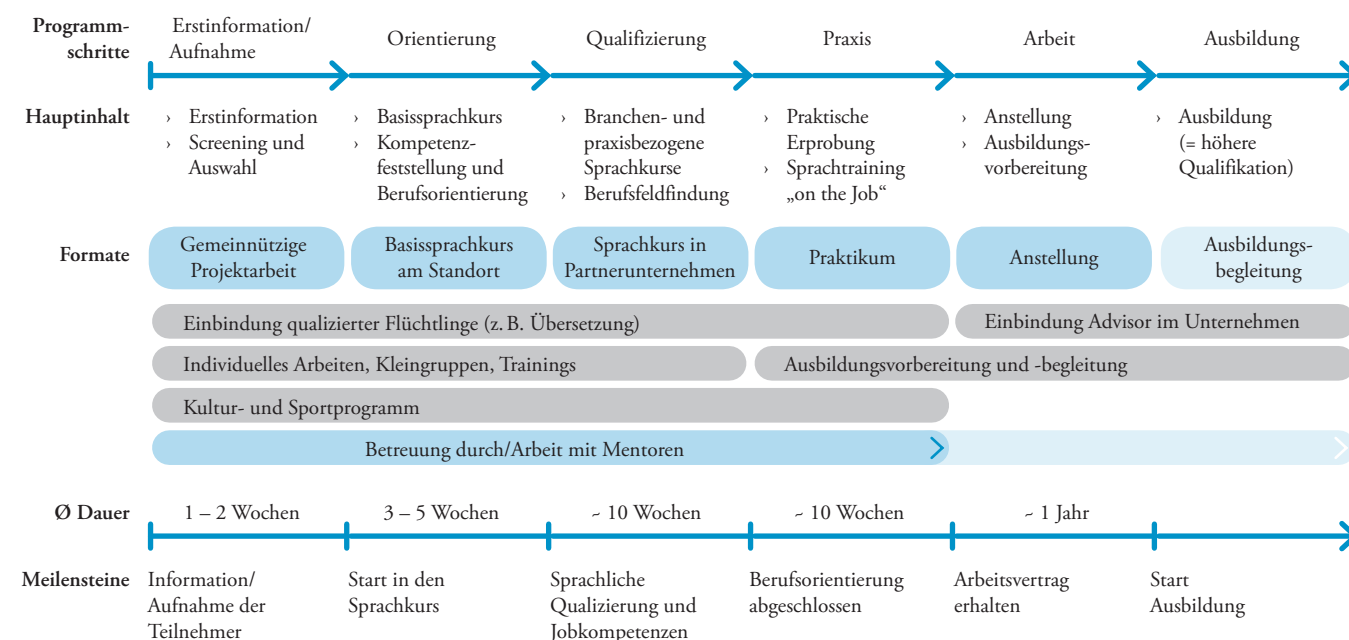 Programm-
schritte
Erstinformation/
Aufnahme
Orientierung
Qualifizierung
Praxis
Arbeit
Ausbildung
Hauptinhalt
› Erstinformation
› Screening und
Auswahl
› Basissprachkurs
› Kompetenz-
feststellung und
Berufsorientierung
› Branchen- und
praxisbezogene
Sprachkurse
› Berufsfeldfindung
› Praktische
Erprobung
› Sprachtraining
„on the Job“
› Anstellung
› Ausbildungs-
vorbereitung
› Ausbildung
(= höhere
Qualifikation)
Formate
Gemeinnützige
Projektarbeit
Basissprachkurs
am Standort
Sprachkurs in
Partnerunternehmen
Praktikum
Anstellung
Ausbildungs-
begleitung
Einbindung qualizierter Flüchtlinge (z. B. Übersetzung)
Einbindung Advisor im Unternehmen
Individuelles Arbeiten, Kleingruppen, Trainings
Ausbildungsvorbereitung und -begleitung
Kultur- und Sportprogramm
Betreuung durch/Arbeit mit Mentoren
Ø Dauer
1 – 2 Wochen
3 – 5 Wochen
~ 10 Wochen
~ 10 Wochen
~ 1 Jahr
Meilensteine
Information/
Aufnahme der
Teilnehmer
Start in den
Sprachkurs
Sprachliche
Qualizierung und
Jobkompetenzen
Berufsorientierung
abgeschlossen
Arbeitsvertrag
erhalten
Start
Ausbildung